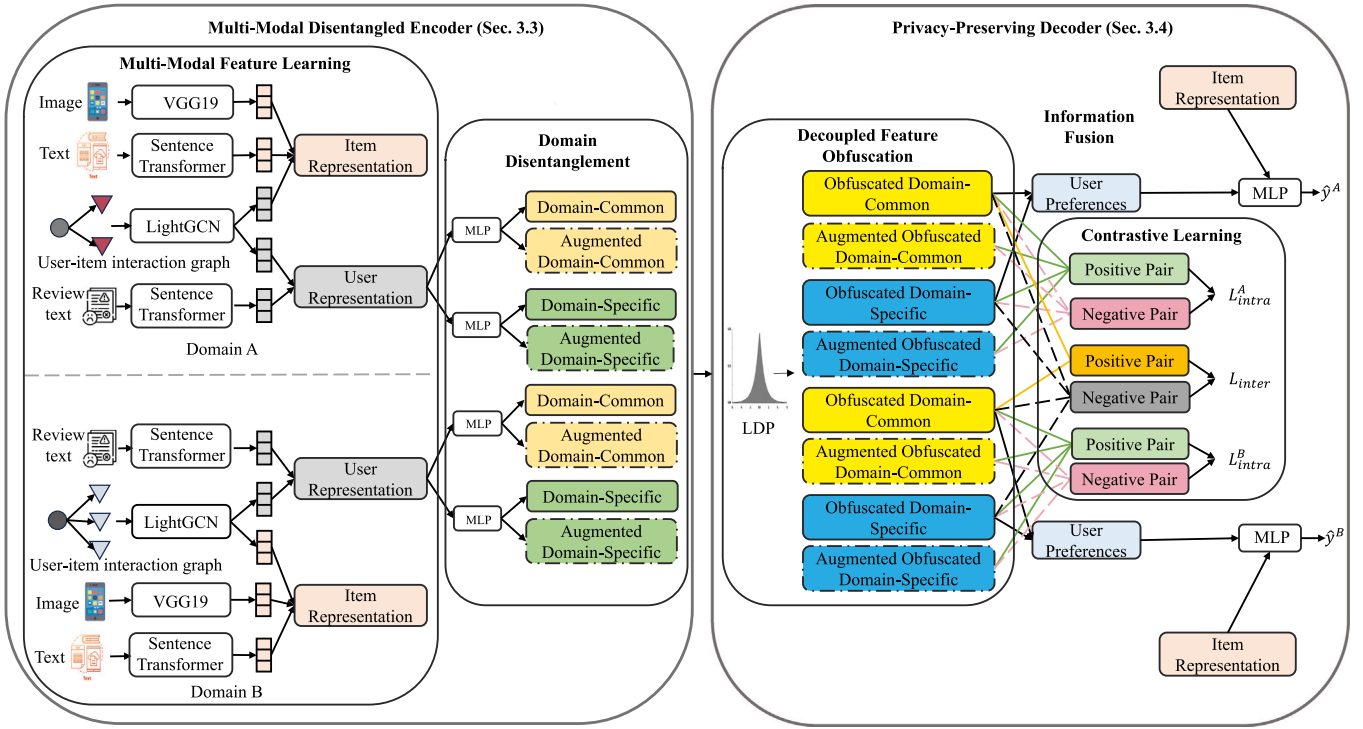 Multi-Modal Disentangled Encoder (Sec. 3.3)
Multi-Modal Feature Learning
Image
VGG19
Text
Text
Sentence
Transformer
Item
Representation
LightGCN
User-item interaction graph
Review
text
Sentence
Transformer
User
Representation
Domain A
Review
text
Sentence
Transformer
User
Representation
LightGCN
User-item interaction graph
Image
VGG19
Item
Representation
Text
Text
Sentence
Transformer
Domain B
Domain
Disentanglement
MLP
Domain-Common
Augmented
Domain-Common
MLP
Domain-Specific
Augmented
Domain-Specific
MLP
Domain-Common
Augmented
Domain-Common
MLP
Domain-Specific
Augmented
Domain-Specific
Privacy-Preserving Decoder (Sec. 3.4)
LDP
Decoupled Feature
Obfuscation
Obfuscated Domain-
Common
Augmented Obfuscated
Domain-Common
Obfuscated Domain-
Specific
Augmented Obfuscated
Domain-Specific
Obfuscated Domain-
Common
Augmented Obfuscated
Domain-Common
Obfuscated Domain-
Specific
Augmented Obfuscated
Domain-Specific
Information
Fusion
Item
Representation
User
Preferences
MLP
ŷ^A
Contrastive Learning
Positive Pair
Negative Pair
L^A_intra
Positive Pair
Negative Pair
L_inter
Positive Pair
Negative Pair
L^B_intra
User
Preferences
MLP
ŷ^B
Item
Representation